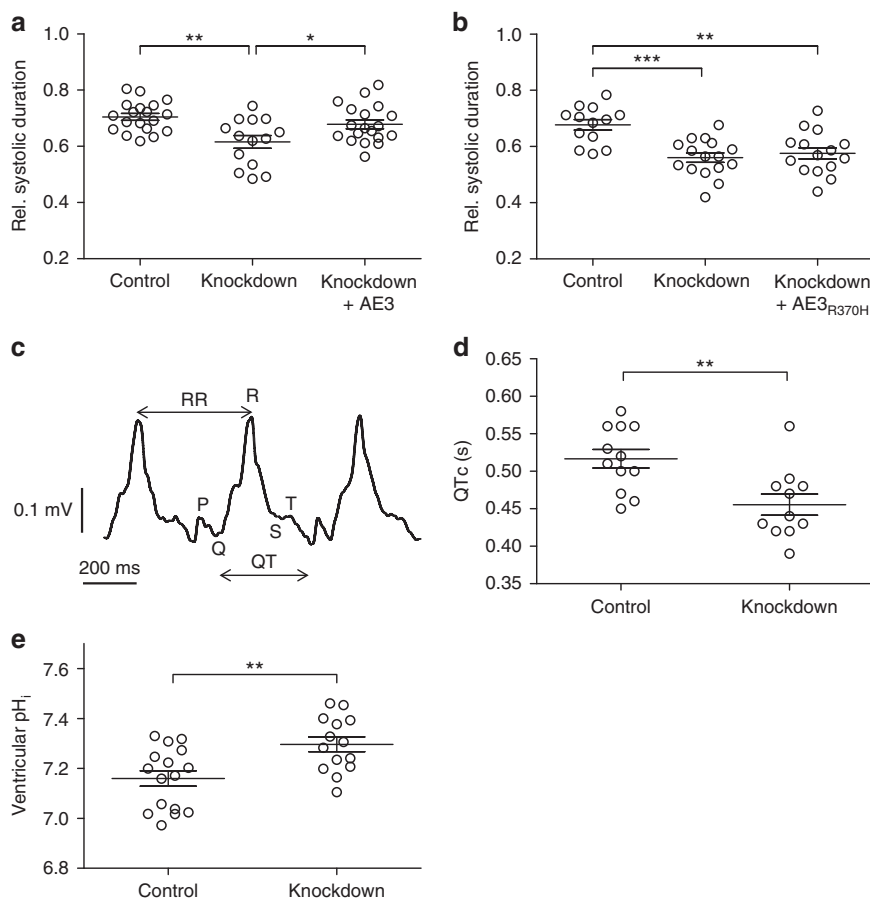 a
**
*
1.0
0.8
0.6
0.4
0.2
Rel. systolic duration
Control
Knockdown
Knockdown
+ AE3
b
**
***
1.0
0.8
0.6
0.4
0.2
Rel. systolic duration
Control
Knockdown
Knockdown
+ AE3R370H
c
RR
R
P
T
S
Q
QT
0.1 mV
200 ms
d
**
0.65
0.60
0.55
0.50
0.45
0.40
0.35
QTc (s)
Control
Knockdown
e
**
7.6
7.4
7.2
7.0
6.8
Ventricular pHi
Control
Knockdown